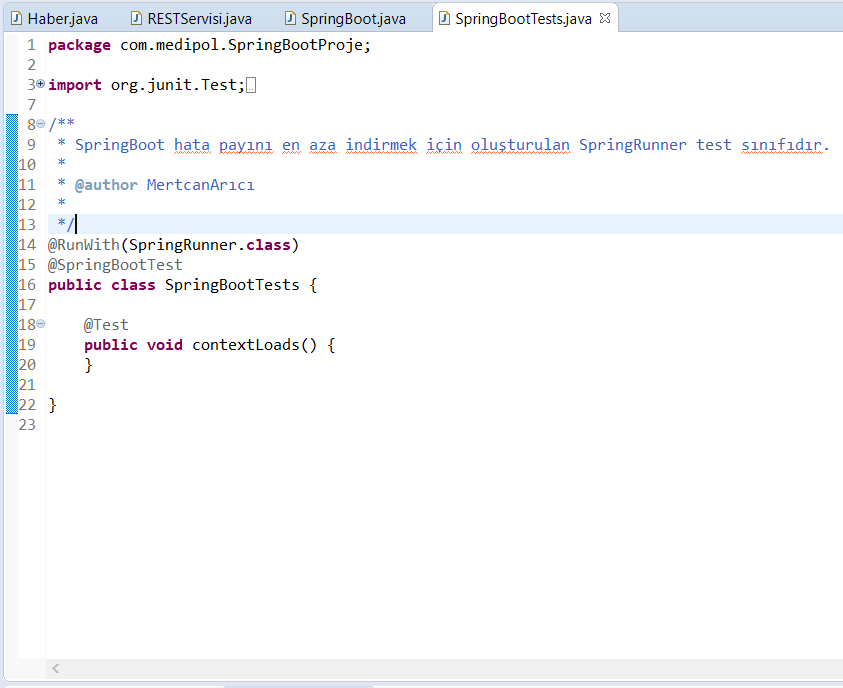 Haber.java RESTServisi.java SpringBoot.java SpringBootTests.java
1 package com.medipol.SpringBootProje;
2
3 import org.junit.Test;
7
8 /**
9 * SpringBoot hata payını en aza indirmek için oluşturulan SpringRunner test sınıfıdır.
10 *
11 * @author MertcanArıcı
12 *
13 */
14 @RunWith(SpringRunner.class)
15 @SpringBootTest
16 public class SpringBootTests {
17
18 @Test
19 public void contextLoads() {
20 }
21
22 }
23